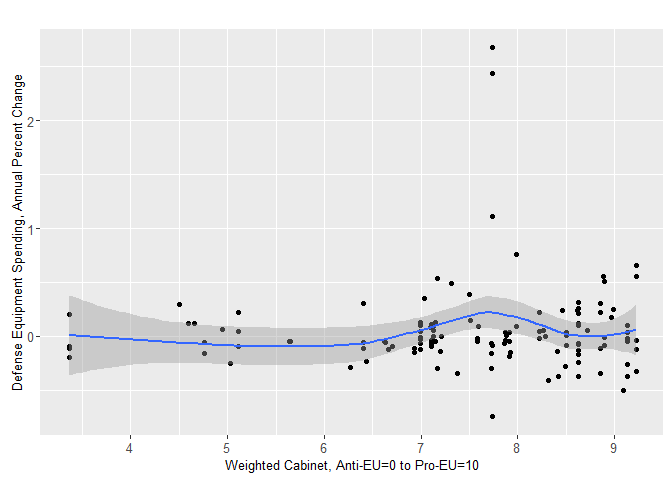 Defense Equipment Spending, Annual Percent Change
2
1
0
4 5 6 7 8 9
Weighted Cabinet, Anti-EU=0 to Pro-EU=10